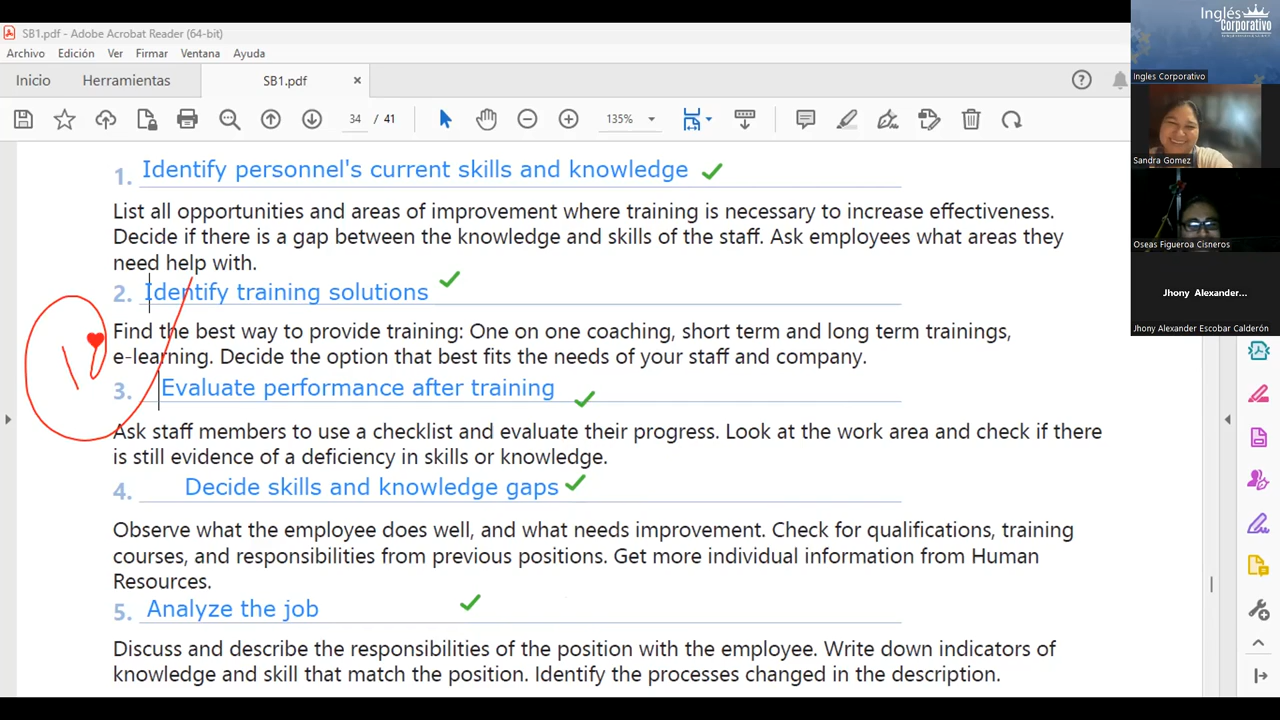 SB1.pdf - Adobe Acrobat Reader (64-bit)
Archivo Edición Ver Firmar Ventana Ayuda
Inicio Herramientas SB1.pdf ×
34 / 41 135%
1. Identify personnel's current skills and knowledge
List all opportunities and areas of improvement where training is necessary to increase effectiveness.
Decide if there is a gap between the knowledge and skills of the staff. Ask employees what areas they
need help with.
2. Identify training solutions
Find the best way to provide training: One on one coaching, short term and long term trainings,
e-learning. Decide the option that best fits the needs of your staff and company.
3. Evaluate performance after training
Ask staff members to use a checklist and evaluate their progress. Look at the work area and check if there
is still evidence of a deficiency in skills or knowledge.
4. Decide skills and knowledge gaps
Observe what the employee does well, and what needs improvement. Check for qualifications, training
courses, and responsibilities from previous positions. Get more individual information from Human
Resources.
5. Analyze the job
Discuss and describe the responsibilities of the position with the employee. Write down indicators of
knowledge and skill that match the position. Identify the processes changed in the description.
Inglés
Corporativo
Ingles Corporativo
Sandra Gomez
Oseas Figueroa Cisneros
Jhony Alexander...
Jhony Alexander Escobar Calderón